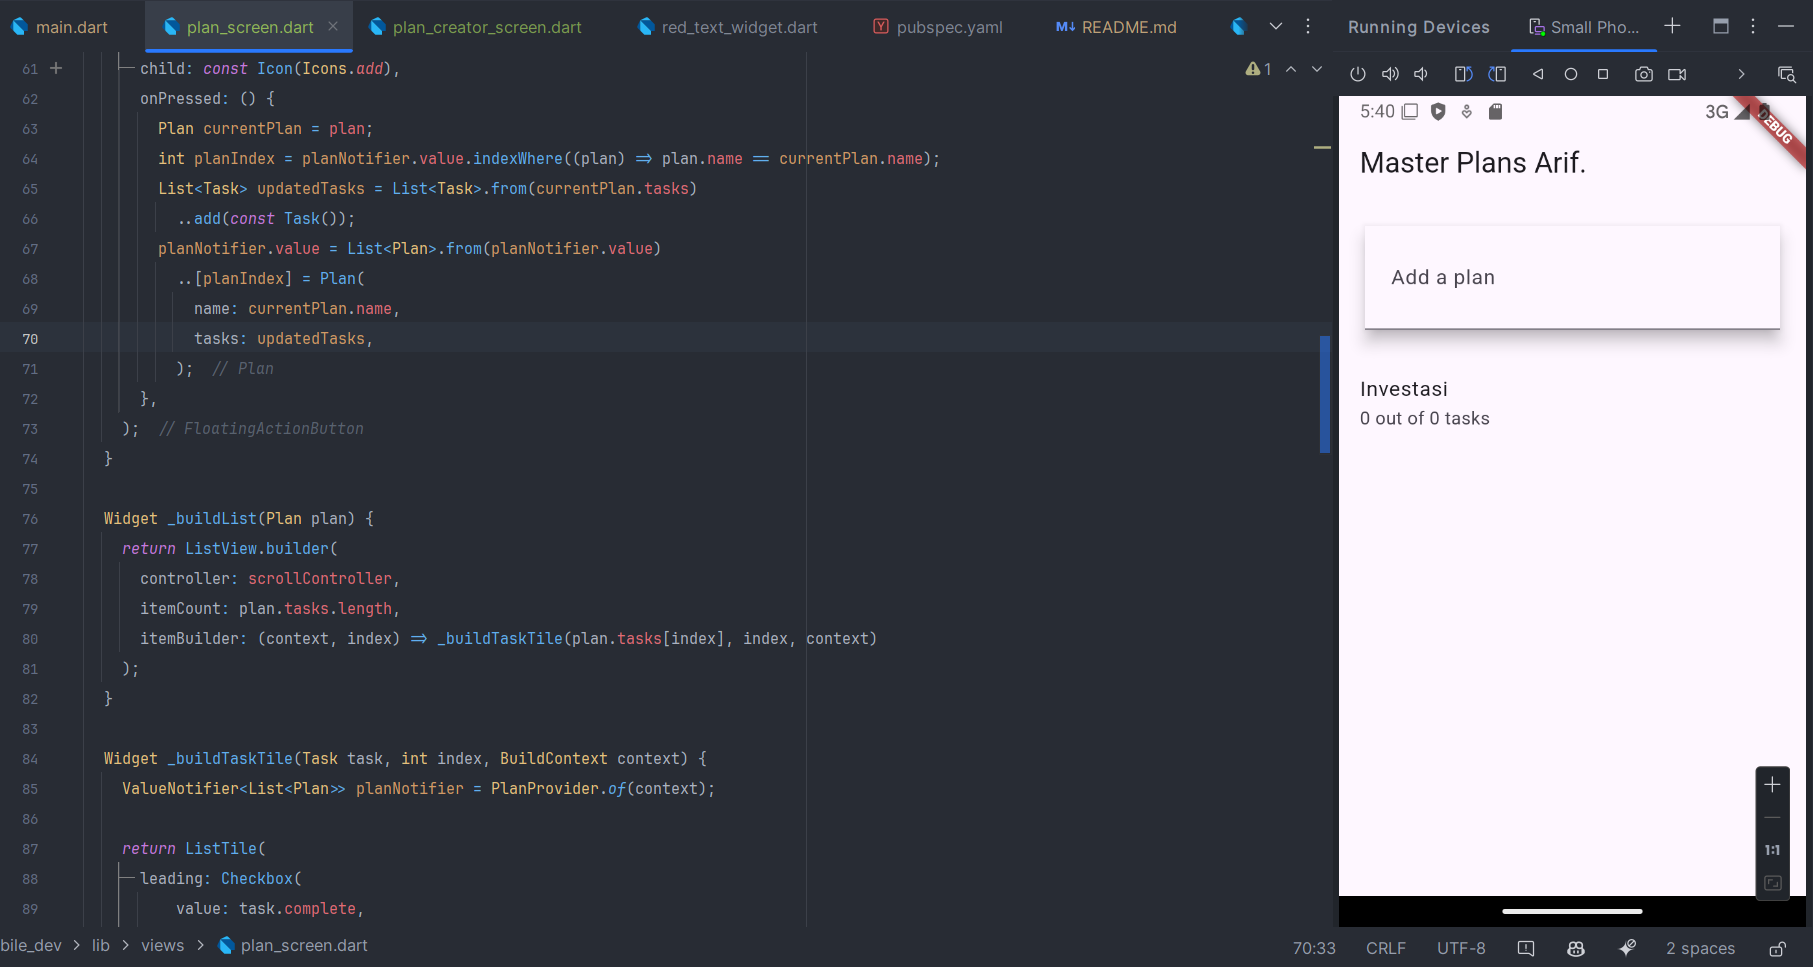 main.dart plan_screen.dart plan_creator_screen.dart red_text_widget.dart pubspec.yaml README.md Running Devices Small Pho...
61 child: const Icon(Icons.add), 1
62 onPressed: () {
63 Plan currentPlan = plan;
64 int planIndex = planNotifier.value.indexWhere((plan) => plan.name == currentPlan.name);
65 List<Task> updatedTasks = List<Task>.from(currentPlan.tasks)
66 ..add(const Task());
67 planNotifier.value = List<Plan>.from(planNotifier.value)
68 ..[planIndex] = Plan(
69 name: currentPlan.name,
70 tasks: updatedTasks,
71 ); // Plan
72 },
73 ); // FloatingActionButton
74 }
75
76 Widget _buildList(Plan plan) {
77 return ListView.builder(
78 controller: scrollController,
79 itemCount: plan.tasks.length,
80 itemBuilder: (context, index) => _buildTaskTile(plan.tasks[index], index, context)
81 );
82 }
83
84 Widget _buildTaskTile(Task task, int index, BuildContext context) {
85 ValueNotifier<List<Plan>> planNotifier = PlanProvider.of(context);
86
87 return ListTile(
88 leading: Checkbox(
89 value: task.complete,
5:40 3G
DEBUG
Master Plans Arif.
Add a plan
Investasi
0 out of 0 tasks
1:1
bile_dev > lib > views > plan_screen.dart
70:33 CRLF UTF-8 2 spaces